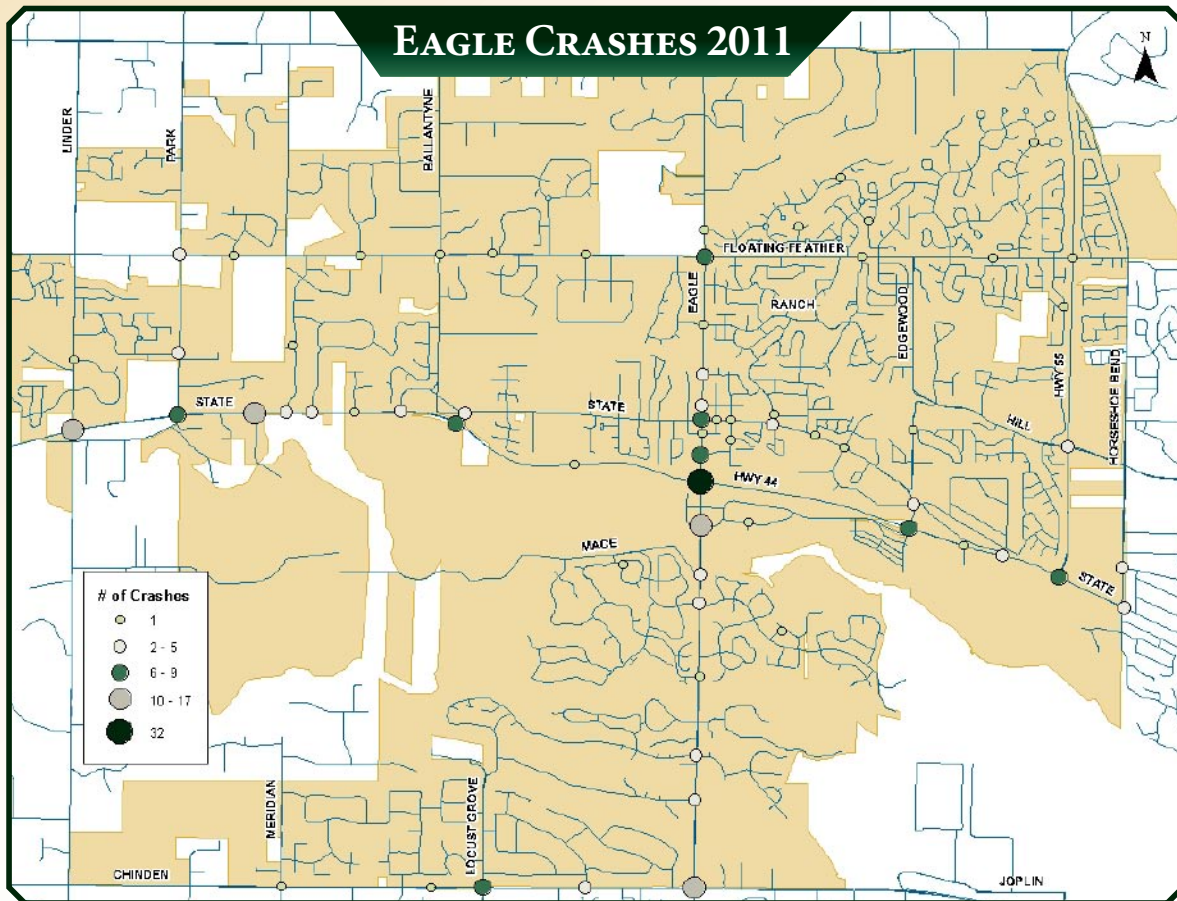 EAGLE CRASHES 2011
N
LINDER
PARK
BALLANTYNE
FLOATING FEATHER
EAGLE
RANCH
EDGEWOOD
HWY 55
HORSESHOE BEND
STATE
STATE
HILL
HWY 44
MACE
STATE
# of Crashes
1
2 - 5
6 - 9
10 - 17
32
MERIDIAN
LOCUST GROVE
CHINDEN
JOPLIN